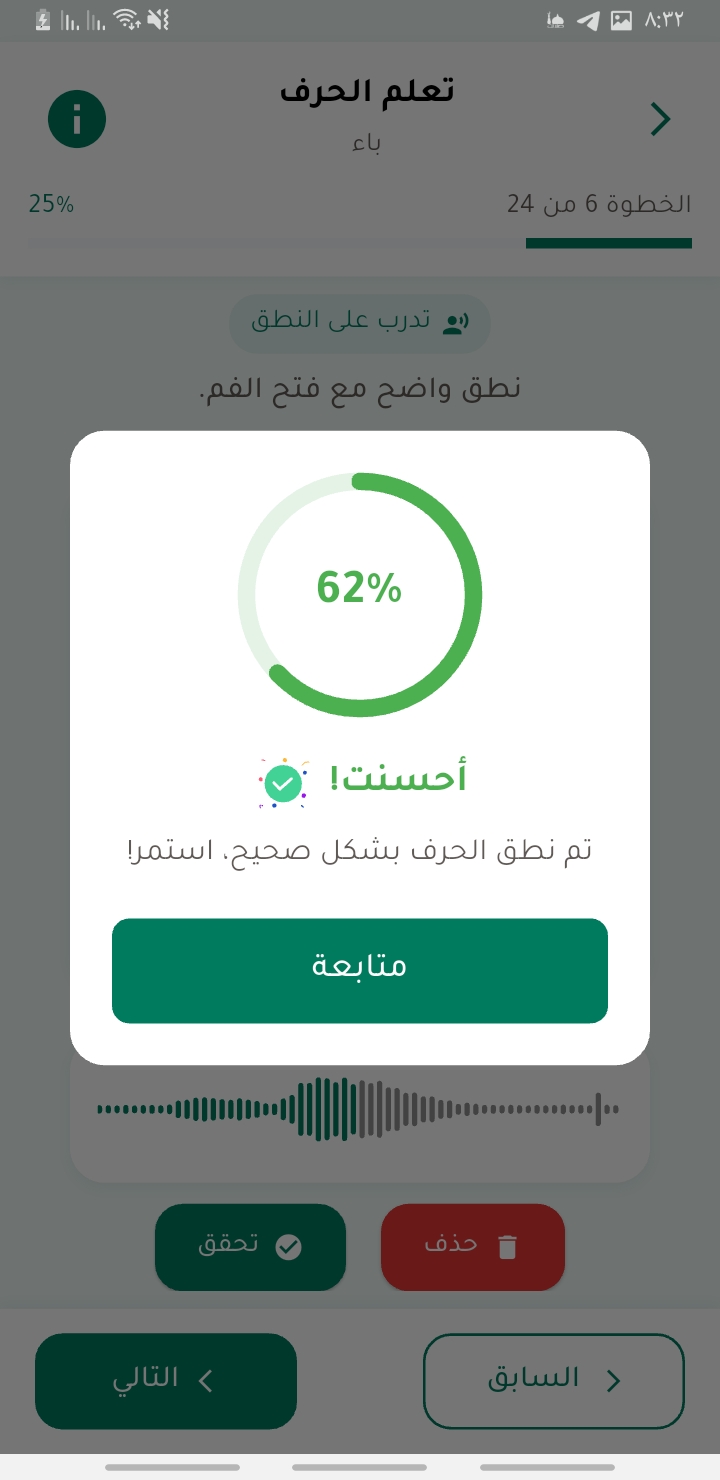 ٨:٣٢
تعلم الحرف
باء
الخطوة 6 من 24
25%
تدرب على النطق
نطق واضح مع فتح الفم.
62%
أحسنت!
تم نطق الحرف بشكل صحيح، استمر!
متابعة
حذف
تحقق
السابق
التالي